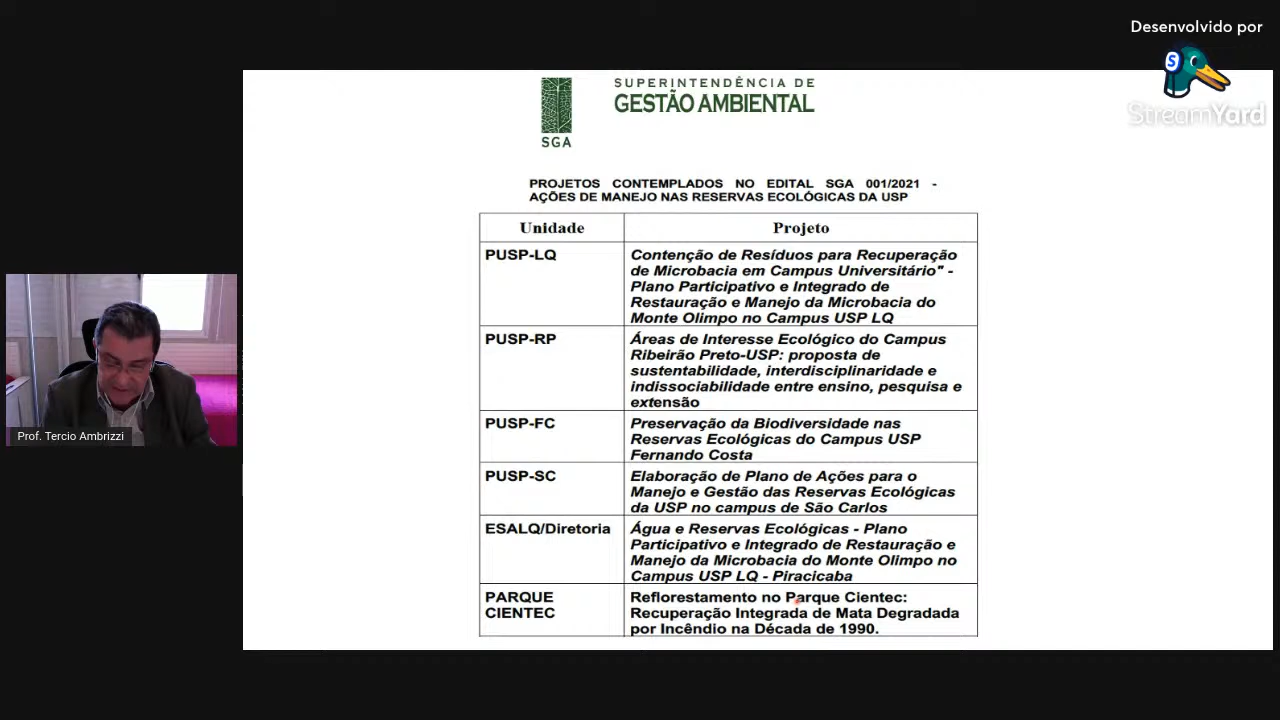 Desenvolvido por
S
StreamYard
SUPERINTENDÊNCIA DE
GESTÃO AMBIENTAL
SGA
PROJETOS CONTEMPLADOS NO EDITAL SGA 001/2021 -
AÇÕES DE MANEJO NAS RESERVAS ECOLÓGICAS DA USP
Unidade Projeto
PUSP-LQ Contenção de Resíduos para Recuperação
de Microbacia em Campus Universitário" -
Plano Participativo e Integrado de
Restauração e Manejo da Microbacia do
Monte Olimpo no Campus USP LQ
PUSP-RP Áreas de Interesse Ecológico do Campus
Ribeirão Preto-USP: proposta de
sustentabilidade, interdisciplinaridade e
indissociabilidade entre ensino, pesquisa e
extensão
PUSP-FC Preservação da Biodiversidade nas
Reservas Ecológicas do Campus USP
Fernando Costa
PUSP-SC Elaboração de Plano de Ações para o
Manejo e Gestão das Reservas Ecológicas
da USP no campus de São Carlos
ESALQ/Diretoria Água e Reservas Ecológicas - Plano
Participativo e Integrado de Restauração e
Manejo da Microbacia do Monte Olimpo no
Campus USP LQ - Piracicaba
PARQUE Reflorestamento no Parque Cientec:
CIENTEC Recuperação Integrada de Mata Degradada
por Incêndio na Década de 1990.
Prof. Tercio Ambrizzi